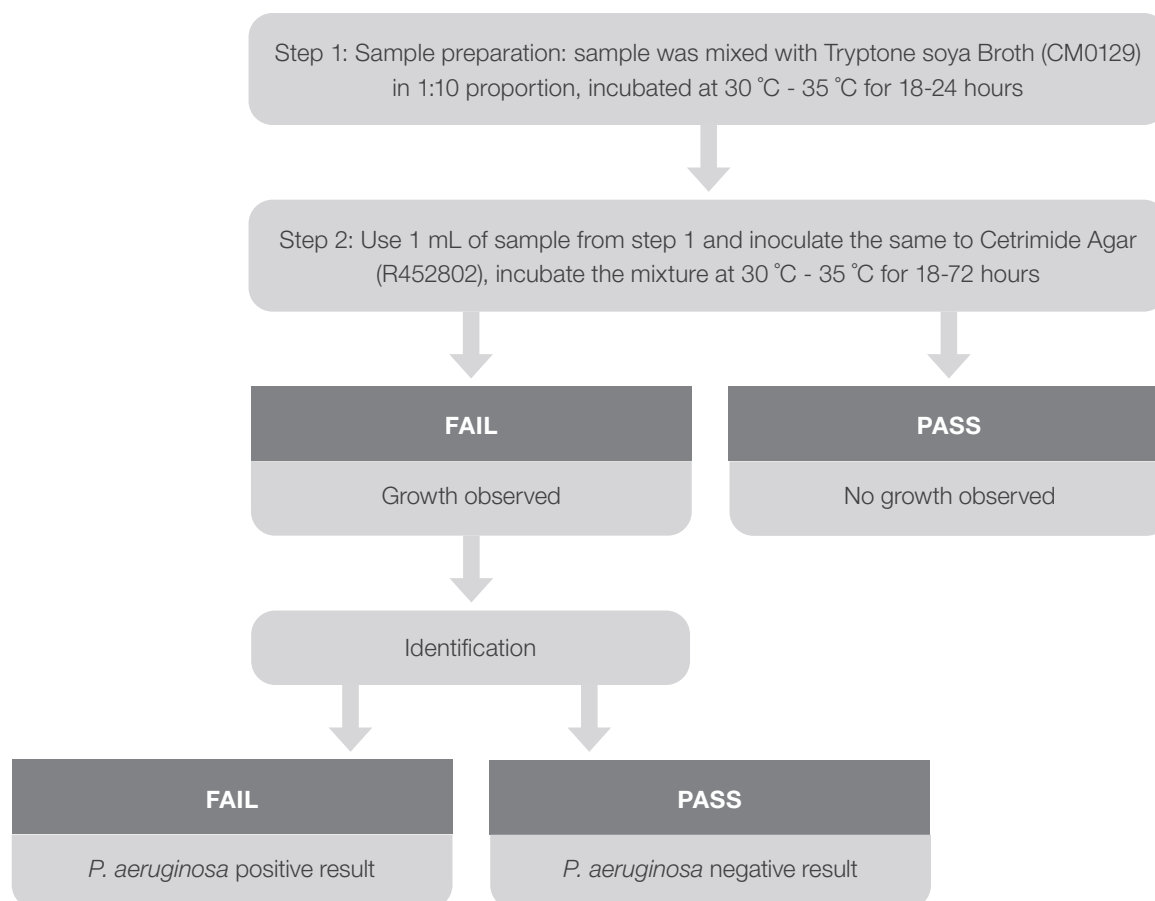 Step 1: Sample preparation: sample was mixed with Tryptone soya Broth (CM0129)
in 1:10 proportion, incubated at 30 ˚C - 35 ˚C for 18-24 hours
Step 2: Use 1 mL of sample from step 1 and inoculate the same to Cetrimide Agar
(R452802), incubate the mixture at 30 ˚C - 35 ˚C for 18-72 hours
FAIL
Growth observed
PASS
No growth observed
Identification
FAIL
P. aeruginosa positive result
PASS
P. aeruginosa negative result